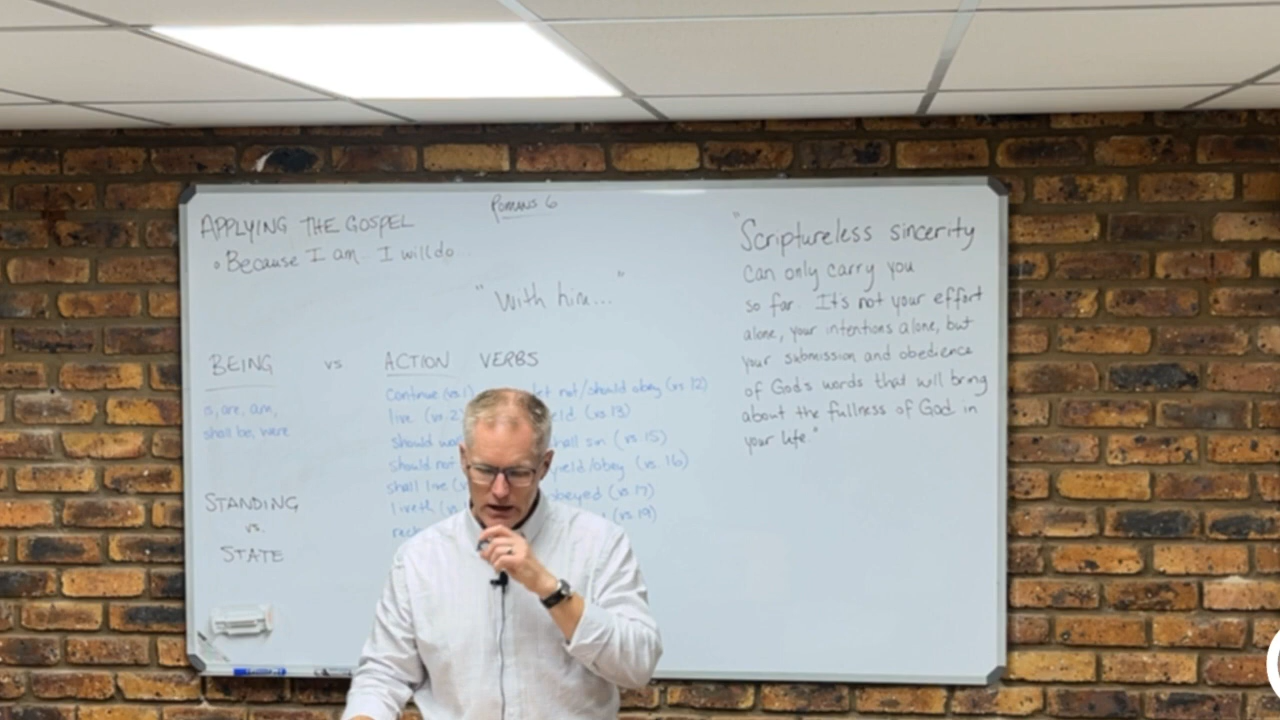 Romans 6
APPLYING THE GOSPEL
• Because I am... I will do...
"with him..."
BEING vs ACTION VERBS
is, are, am,
shall be, were
continue (vs.1)
live (vs.2)
should
should not
shall live
liveth
let not/should obey (vs 12)
(vs 13)
shall sin (vs 15)
yield/obey (vs. 16)
obeyed (vs. 17)
(vs. 19)
STANDING
vs.
STATE
"Scriptureless sincerity
can only carry you
so far. It's not your effort
alone, your intentions alone, but
your submission and obedience
of God's words that will bring
about the fullness of God in
your life."